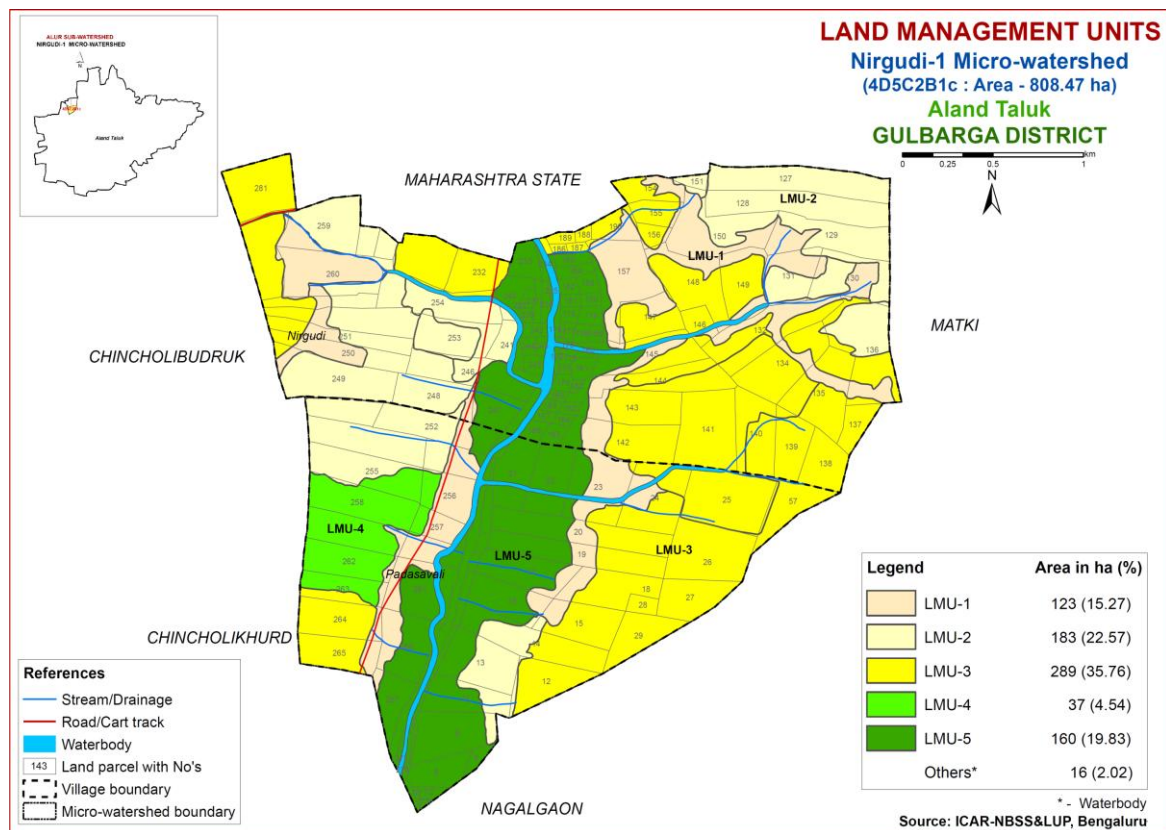 ALUR SUB-WATERSHED
NIRGUDI-1 MICRO-WATERSHED
N
Aland Taluk
LAND MANAGEMENT UNITS
Nirgudi-1 Micro-watershed
(4D5C2B1c : Area - 808.47 ha)
Aland Taluk
GULBARGA DISTRICT
km
0 0.25 0.5 1
N
MAHARASHTRA STATE
281
259
260
232
254
253
241
251
Nirgudi
250
249
246
248
252
255
258
256
257
LMU-4
262
Padasavali
264
265
189
188
187
154
155
156
151
127
128
LMU-2
129
150
LMU-1
157
148
149
131
146
145
144
136
134
135
137
143
142
141
140
139
138
23
25
57
20
19
LMU-5
LMU-3
26
18
27
28
15
29
13
12
CHINCHOLIBUDRUK
MATKI
CHINCHOLIKHURD
NAGALGAON
References
Stream/Drainage
Road/Cart track
Waterbody
143 Land parcel with No's
Village boundary
Micro-watershed boundary
Legend Area in ha (%)
LMU-1 123 (15.27)
LMU-2 183 (22.57)
LMU-3 289 (35.76)
LMU-4 37 (4.54)
LMU-5 160 (19.83)
Others* 16 (2.02)
* - Waterbody
Source: ICAR-NBSS&LUP, Bengaluru